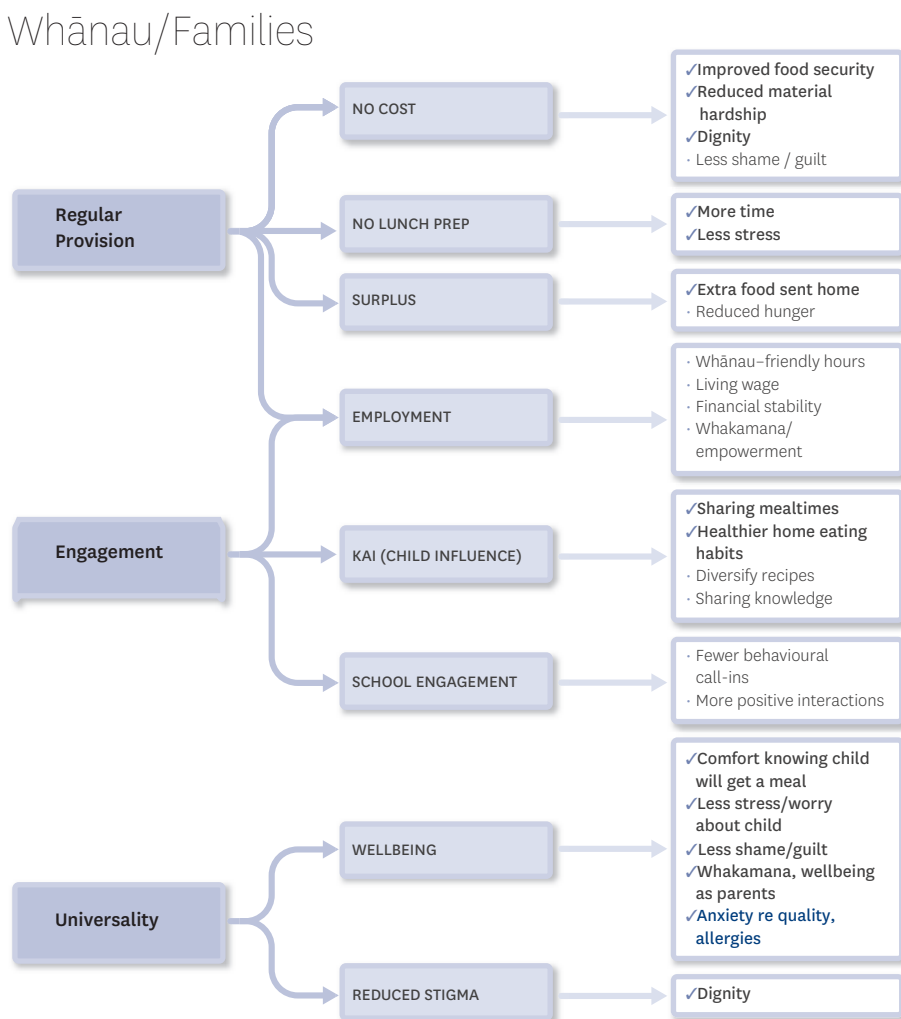 Whānau/Families
Regular
Provision
NO COST
✓Improved food security
✓Reduced material
hardship
✓Dignity
· Less shame / guilt
NO LUNCH PREP
✓More time
✓Less stress
SURPLUS
✓Extra food sent home
· Reduced hunger
EMPLOYMENT
· Whānau–friendly hours
· Living wage
· Financial stability
· Whakamana/
empowerment
Engagement
KAI (CHILD INFLUENCE)
✓Sharing mealtimes
✓Healthier home eating
habits
· Diversify recipes
· Sharing knowledge
SCHOOL ENGAGEMENT
· Fewer behavioural
call-ins
· More positive interactions
Universality
WELLBEING
✓Comfort knowing child
will get a meal
✓Less stress/worry
about child
✓Less shame/guilt
✓Whakamana, wellbeing
as parents
✓Anxiety re quality,
allergies
REDUCED STIGMA
✓Dignity